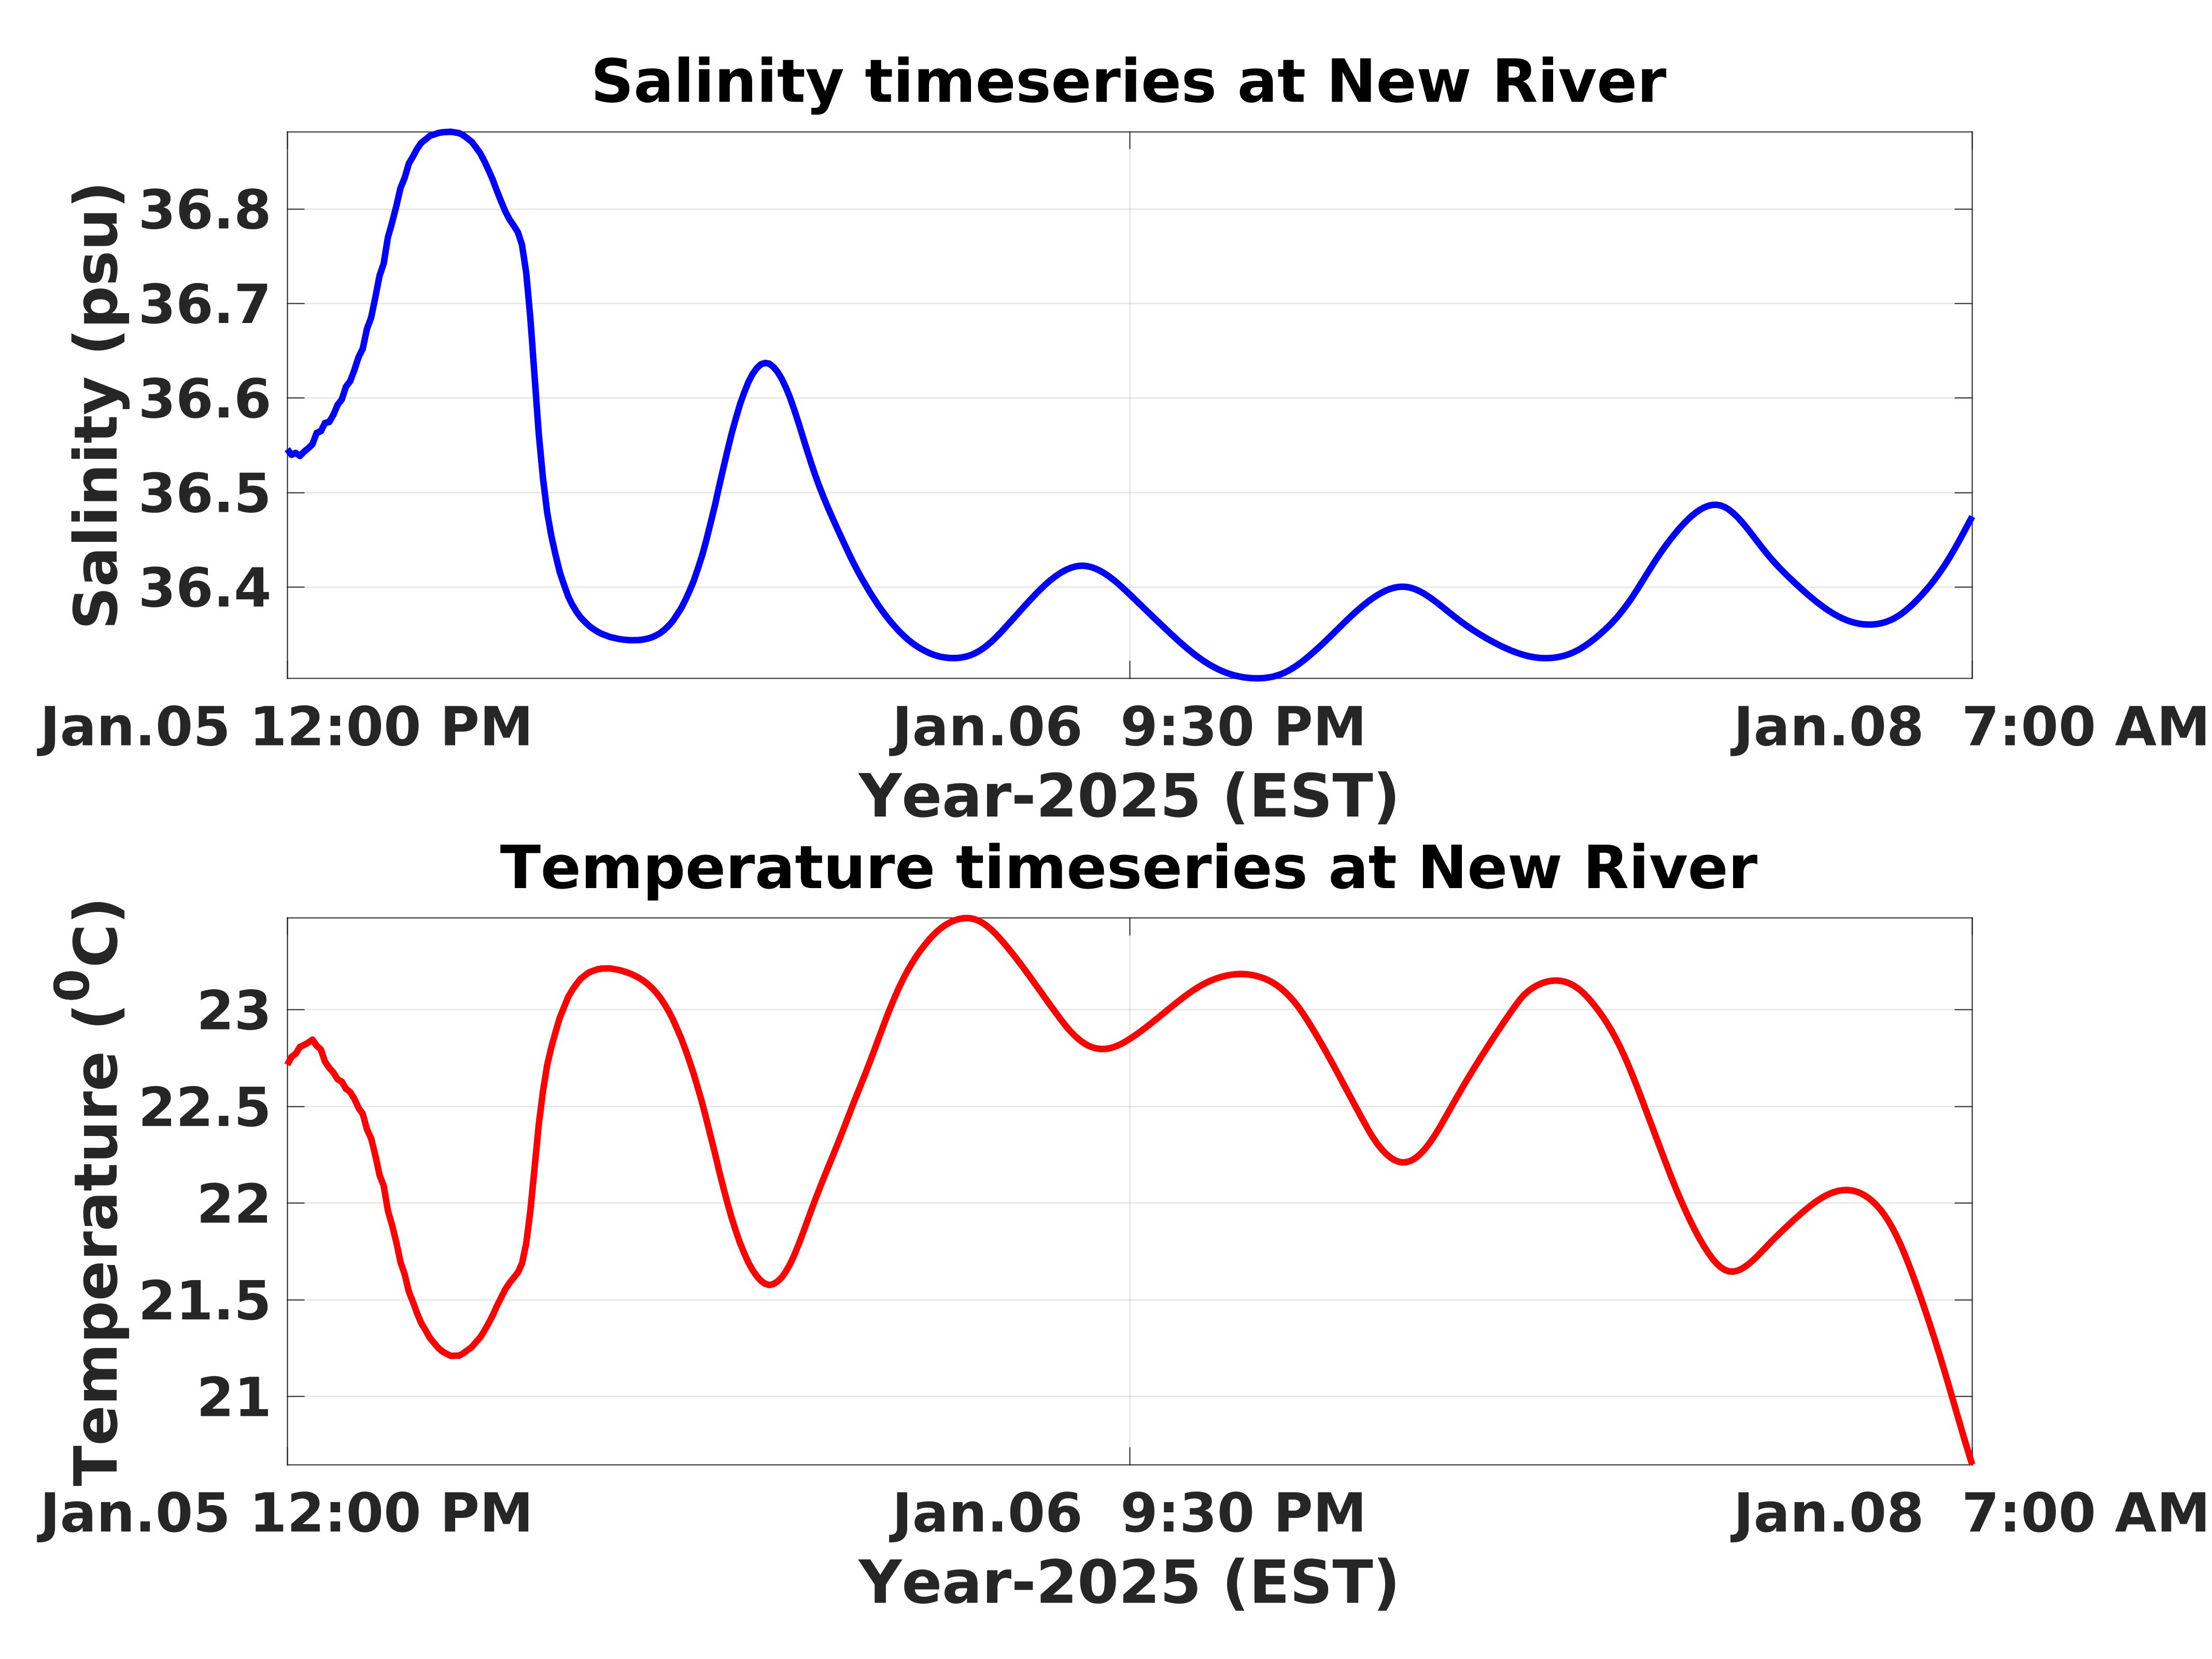 Salinity timeseries at New River
Salinity (psu)
36.8
36.7
36.6
36.5
36.4
Jan.05 12:00 PM
Jan.06  9:30 PM
Jan.08  7:00 AM
Year-2025 (EST)
Temperature timeseries at New River
Temperature (⁰C)
23
22.5
22
21.5
21
Jan.05 12:00 PM
Jan.06  9:30 PM
Jan.08  7:00 AM
Year-2025 (EST)